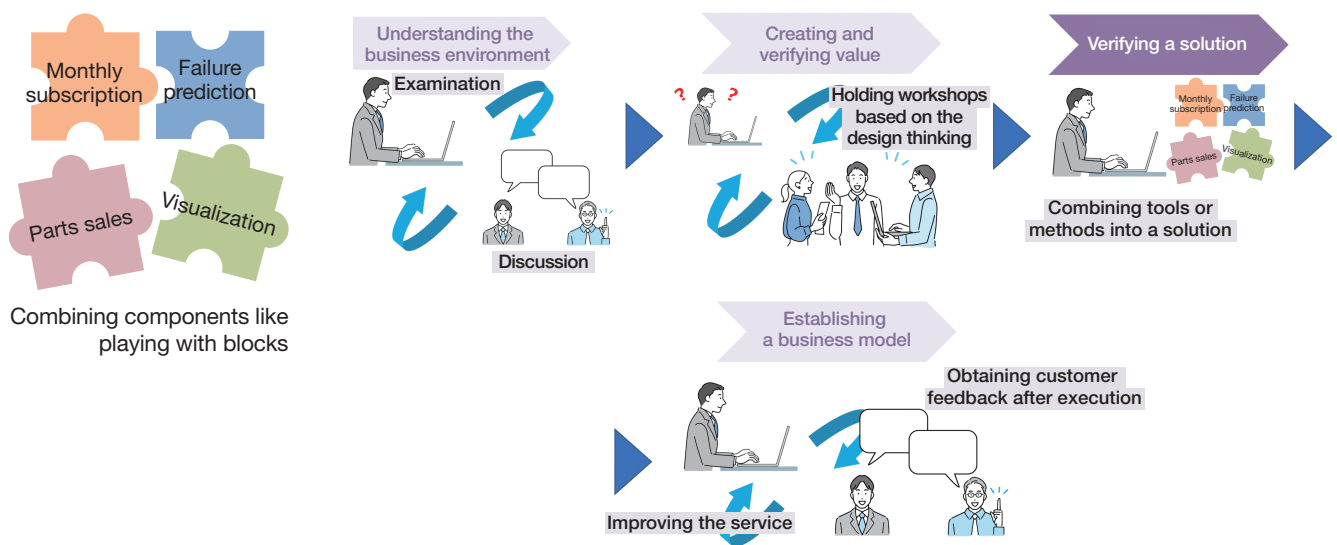 Monthly
subscription
Failure
prediction
Parts sales
Visualization
Combining components like
playing with blocks
Understanding the
business environment
Examination
Discussion
Creating and
verifying value
? ?
Holding workshops
based on the
design thinking
Verifying a solution
Monthly
subscription
Failure
prediction
Parts sales
Visualization
Combining tools or
methods into a solution
Establishing
a business model
Obtaining customer
feedback after execution
Improving the service